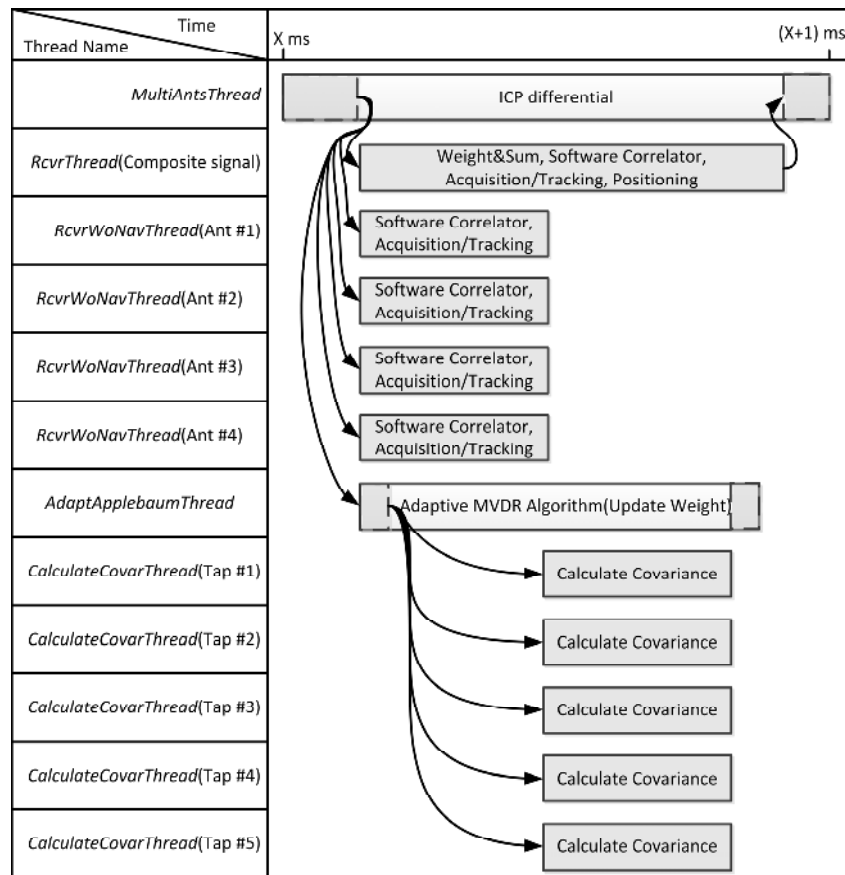 Time
Thread Name
X ms
(X+1) ms
MultiAntsThread
ICP differential
RcvrThread(Composite signal)
Weight&Sum, Software Correlator,
Acquisition/Tracking, Positioning
RcvrWoNavThread(Ant #1)
Software Correlator,
Acquisition/Tracking
RcvrWoNavThread(Ant #2)
Software Correlator,
Acquisition/Tracking
RcvrWoNavThread(Ant #3)
Software Correlator,
Acquisition/Tracking
RcvrWoNavThread(Ant #4)
Software Correlator,
Acquisition/Tracking
AdaptApplebaumThread
Adaptive MVDR Algorithm(Update Weight)
CalculateCovarThread(Tap #1)
Calculate Covariance
CalculateCovarThread(Tap #2)
Calculate Covariance
CalculateCovarThread(Tap #3)
Calculate Covariance
CalculateCovarThread(Tap #4)
Calculate Covariance
CalculateCovarThread(Tap #5)
Calculate Covariance